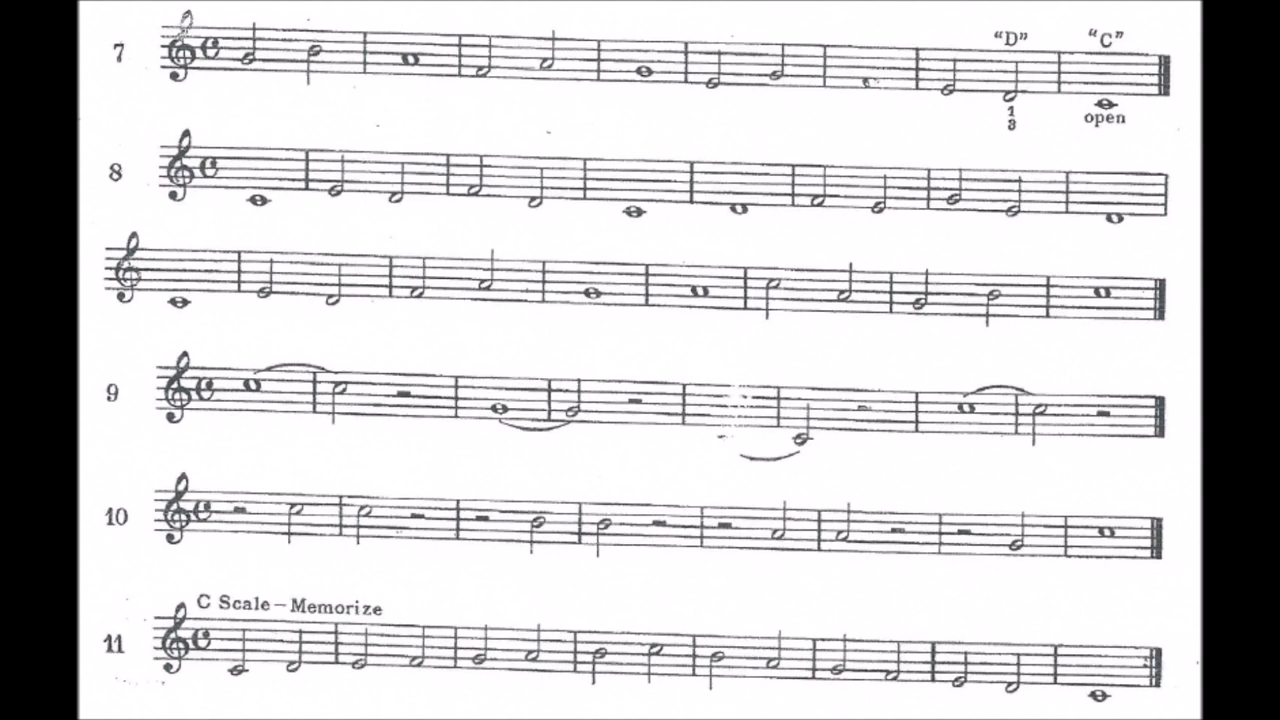 7
“D” “C”
1
3
open
8
9
10
C Scale – Memorize
11